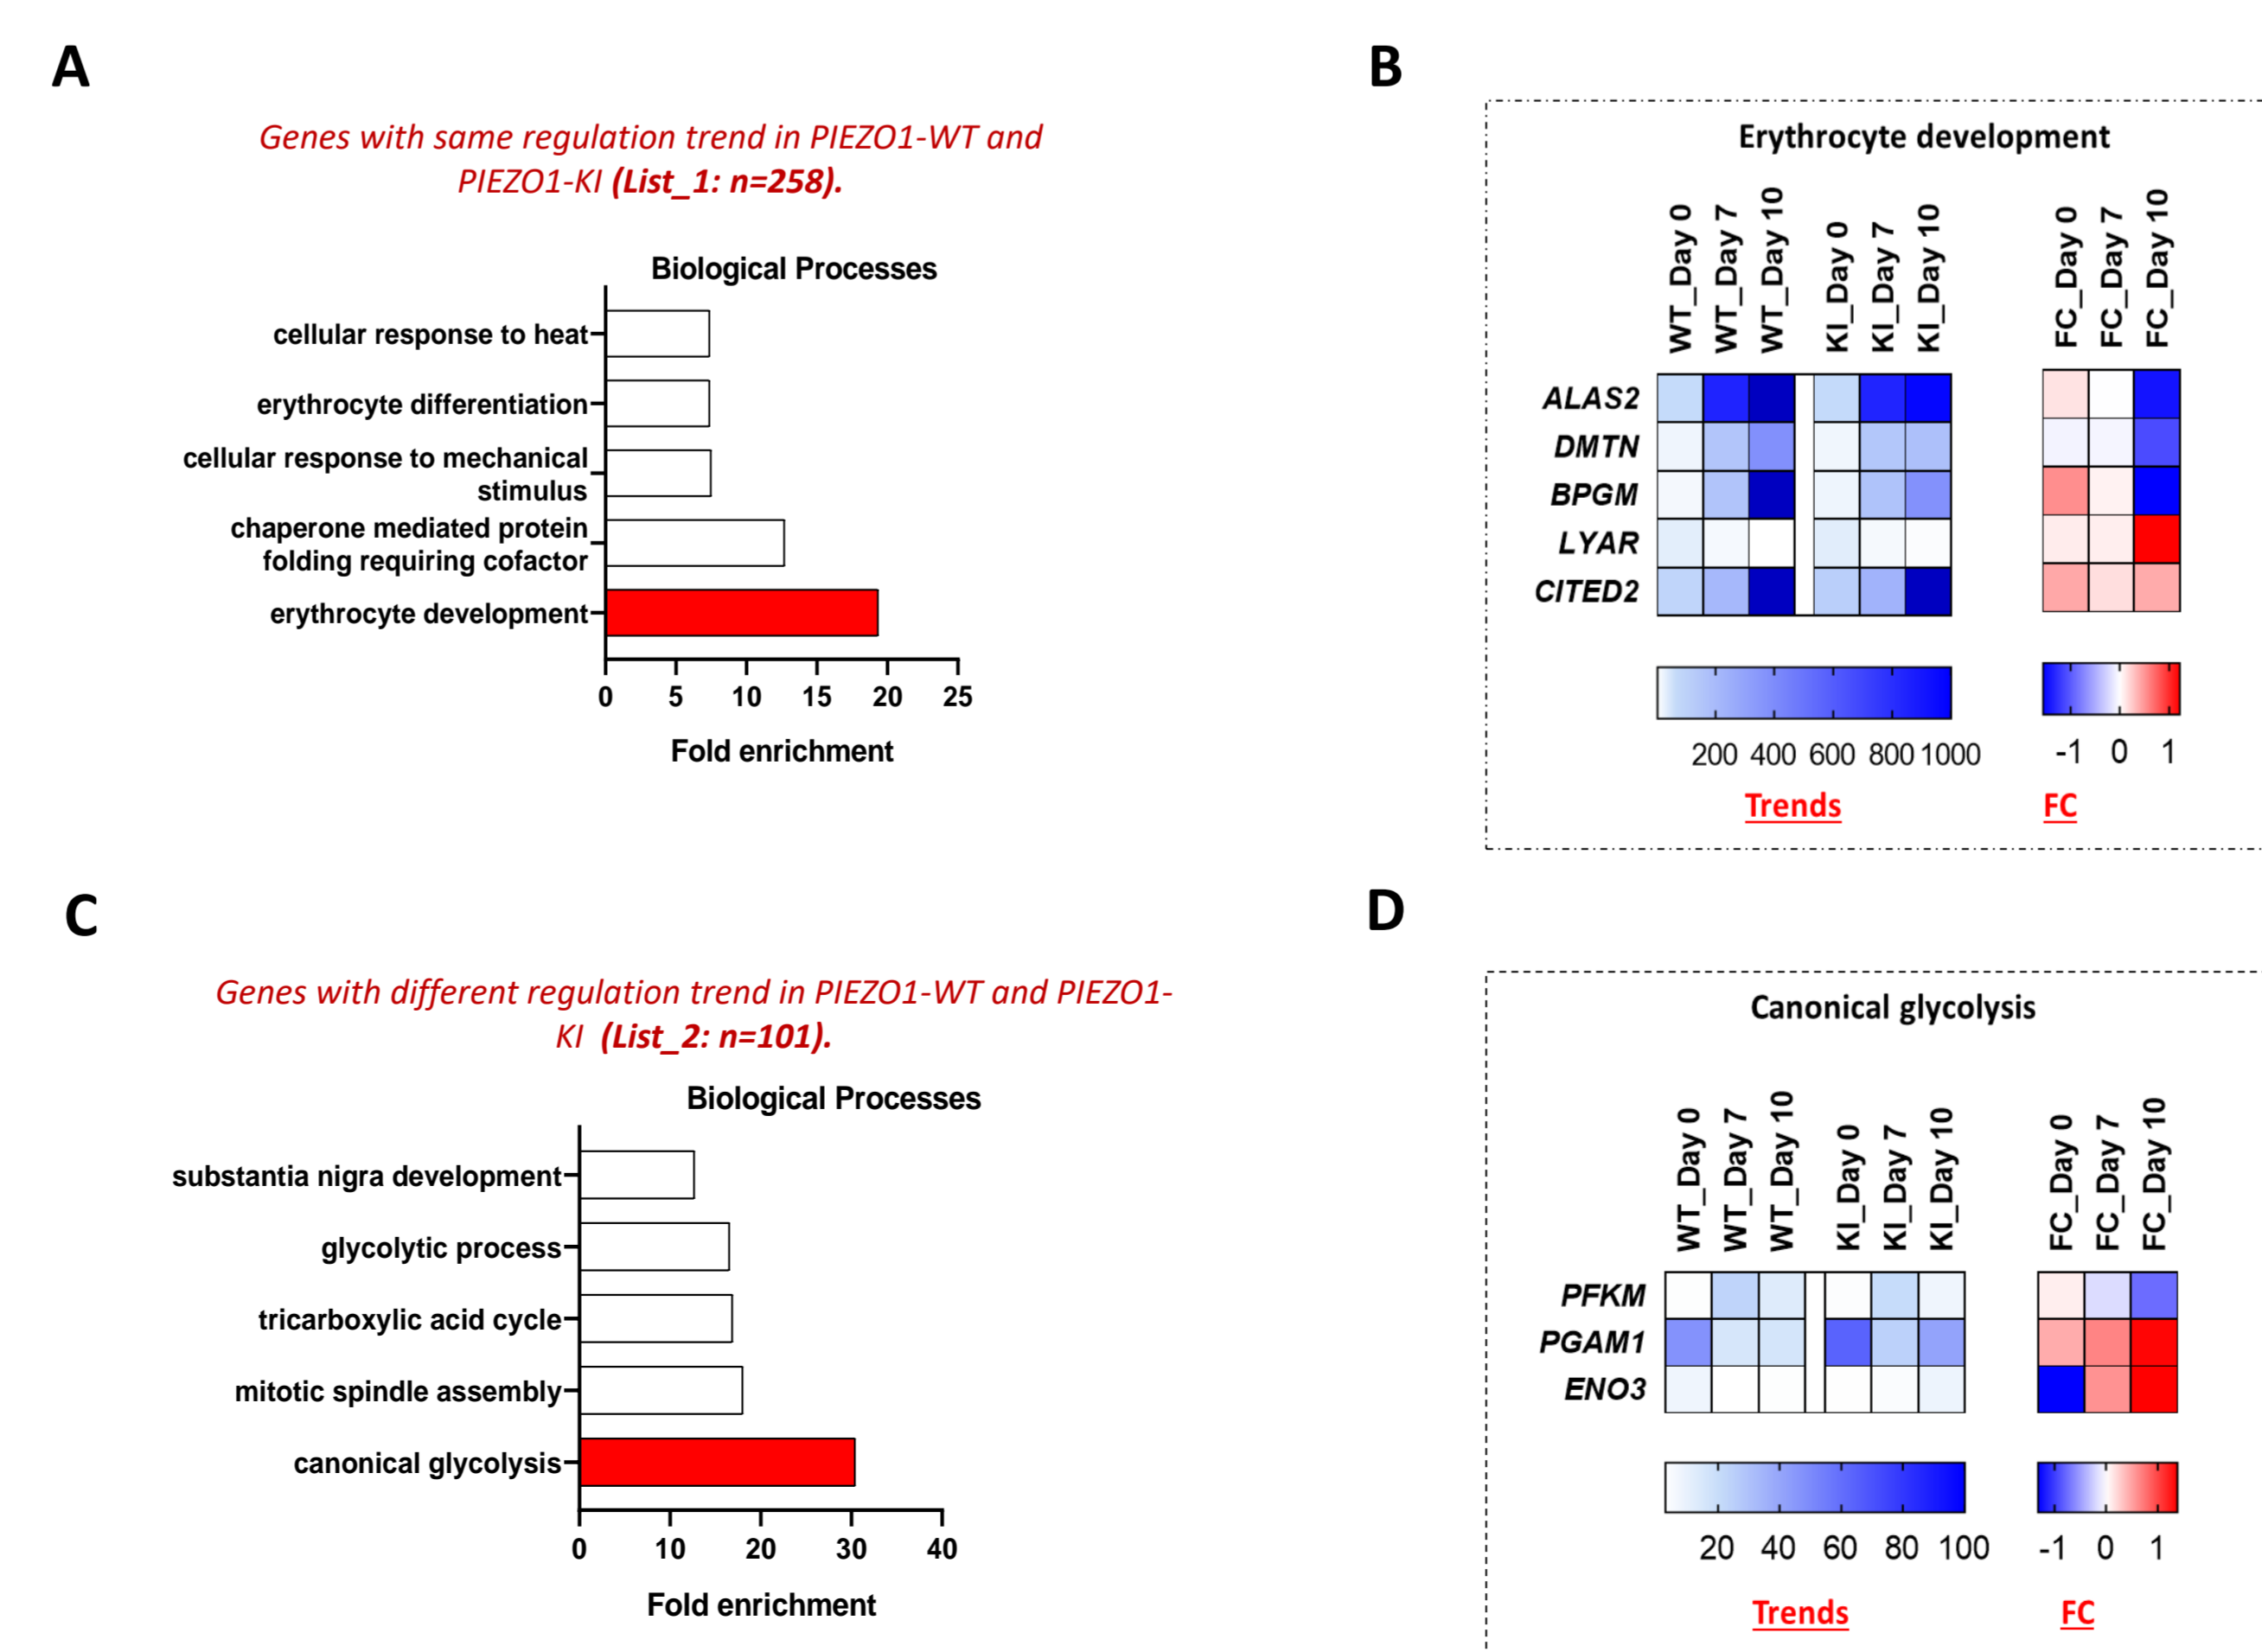 A
Genes with same regulation trend in PIEZO1-WT and
PIEZO1-KI (List_1: n=258).
Biological Processes
cellular response to heat
erythrocyte differentiation
cellular response to mechanical
stimulus
chaperone mediated protein
folding requiring cofactor
erythrocyte development
0 5 10 15 20 25
Fold enrichment
B
Erythrocyte development
WT_Day 0
WT_Day 7
WT_Day 10
KI_Day 0
KI_Day 7
KI_Day 10
FC_Day 0
FC_Day 7
FC_Day 10
ALAS2
DMTN
BPGM
LYAR
CITED2
200 400 600 800 1000
-1 0 1
Trends
FC
C
Genes with different regulation trend in PIEZO1-WT and PIEZO1-
KI (List_2: n=101).
Biological Processes
substantia nigra development
glycolytic process
tricarboxylic acid cycle
mitotic spindle assembly
canonical glycolysis
0 10 20 30 40
Fold enrichment
D
Canonical glycolysis
WT_Day 0
WT_Day 7
WT_Day 10
KI_Day 0
KI_Day 7
KI_Day 10
FC_Day 0
FC_Day 7
FC_Day 10
PFKM
PGAM1
ENO3
20 40 60 80 100
-1 0 1
Trends
FC